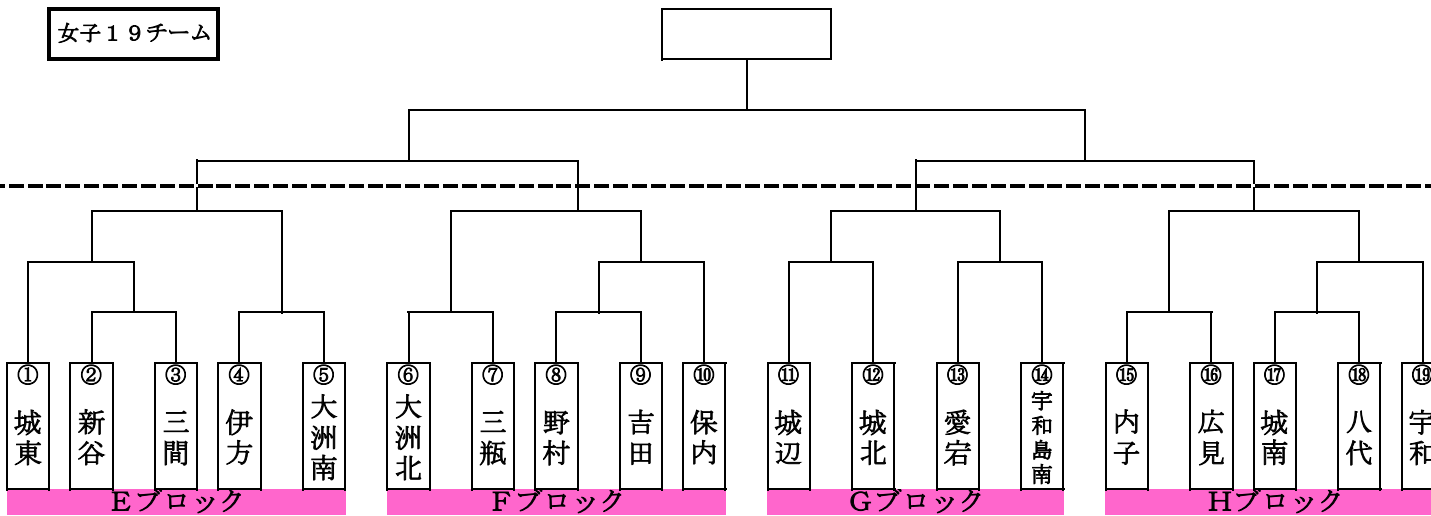 女子１９チーム
① 城東
② 新谷
③ 三間
④ 伊方
⑤ 大洲南
⑥ 大洲北
⑦ 三瓶
⑧ 野村
⑨ 吉田
⑩ 保内
⑪ 城辺
⑫ 城北
⑬ 愛宕
⑭ 宇和島南
⑮ 内子
⑯ 広見
⑰ 城南
⑱ 八代
⑲ 宇和
Eブロック
Fブロック
Gブロック
Hブロック